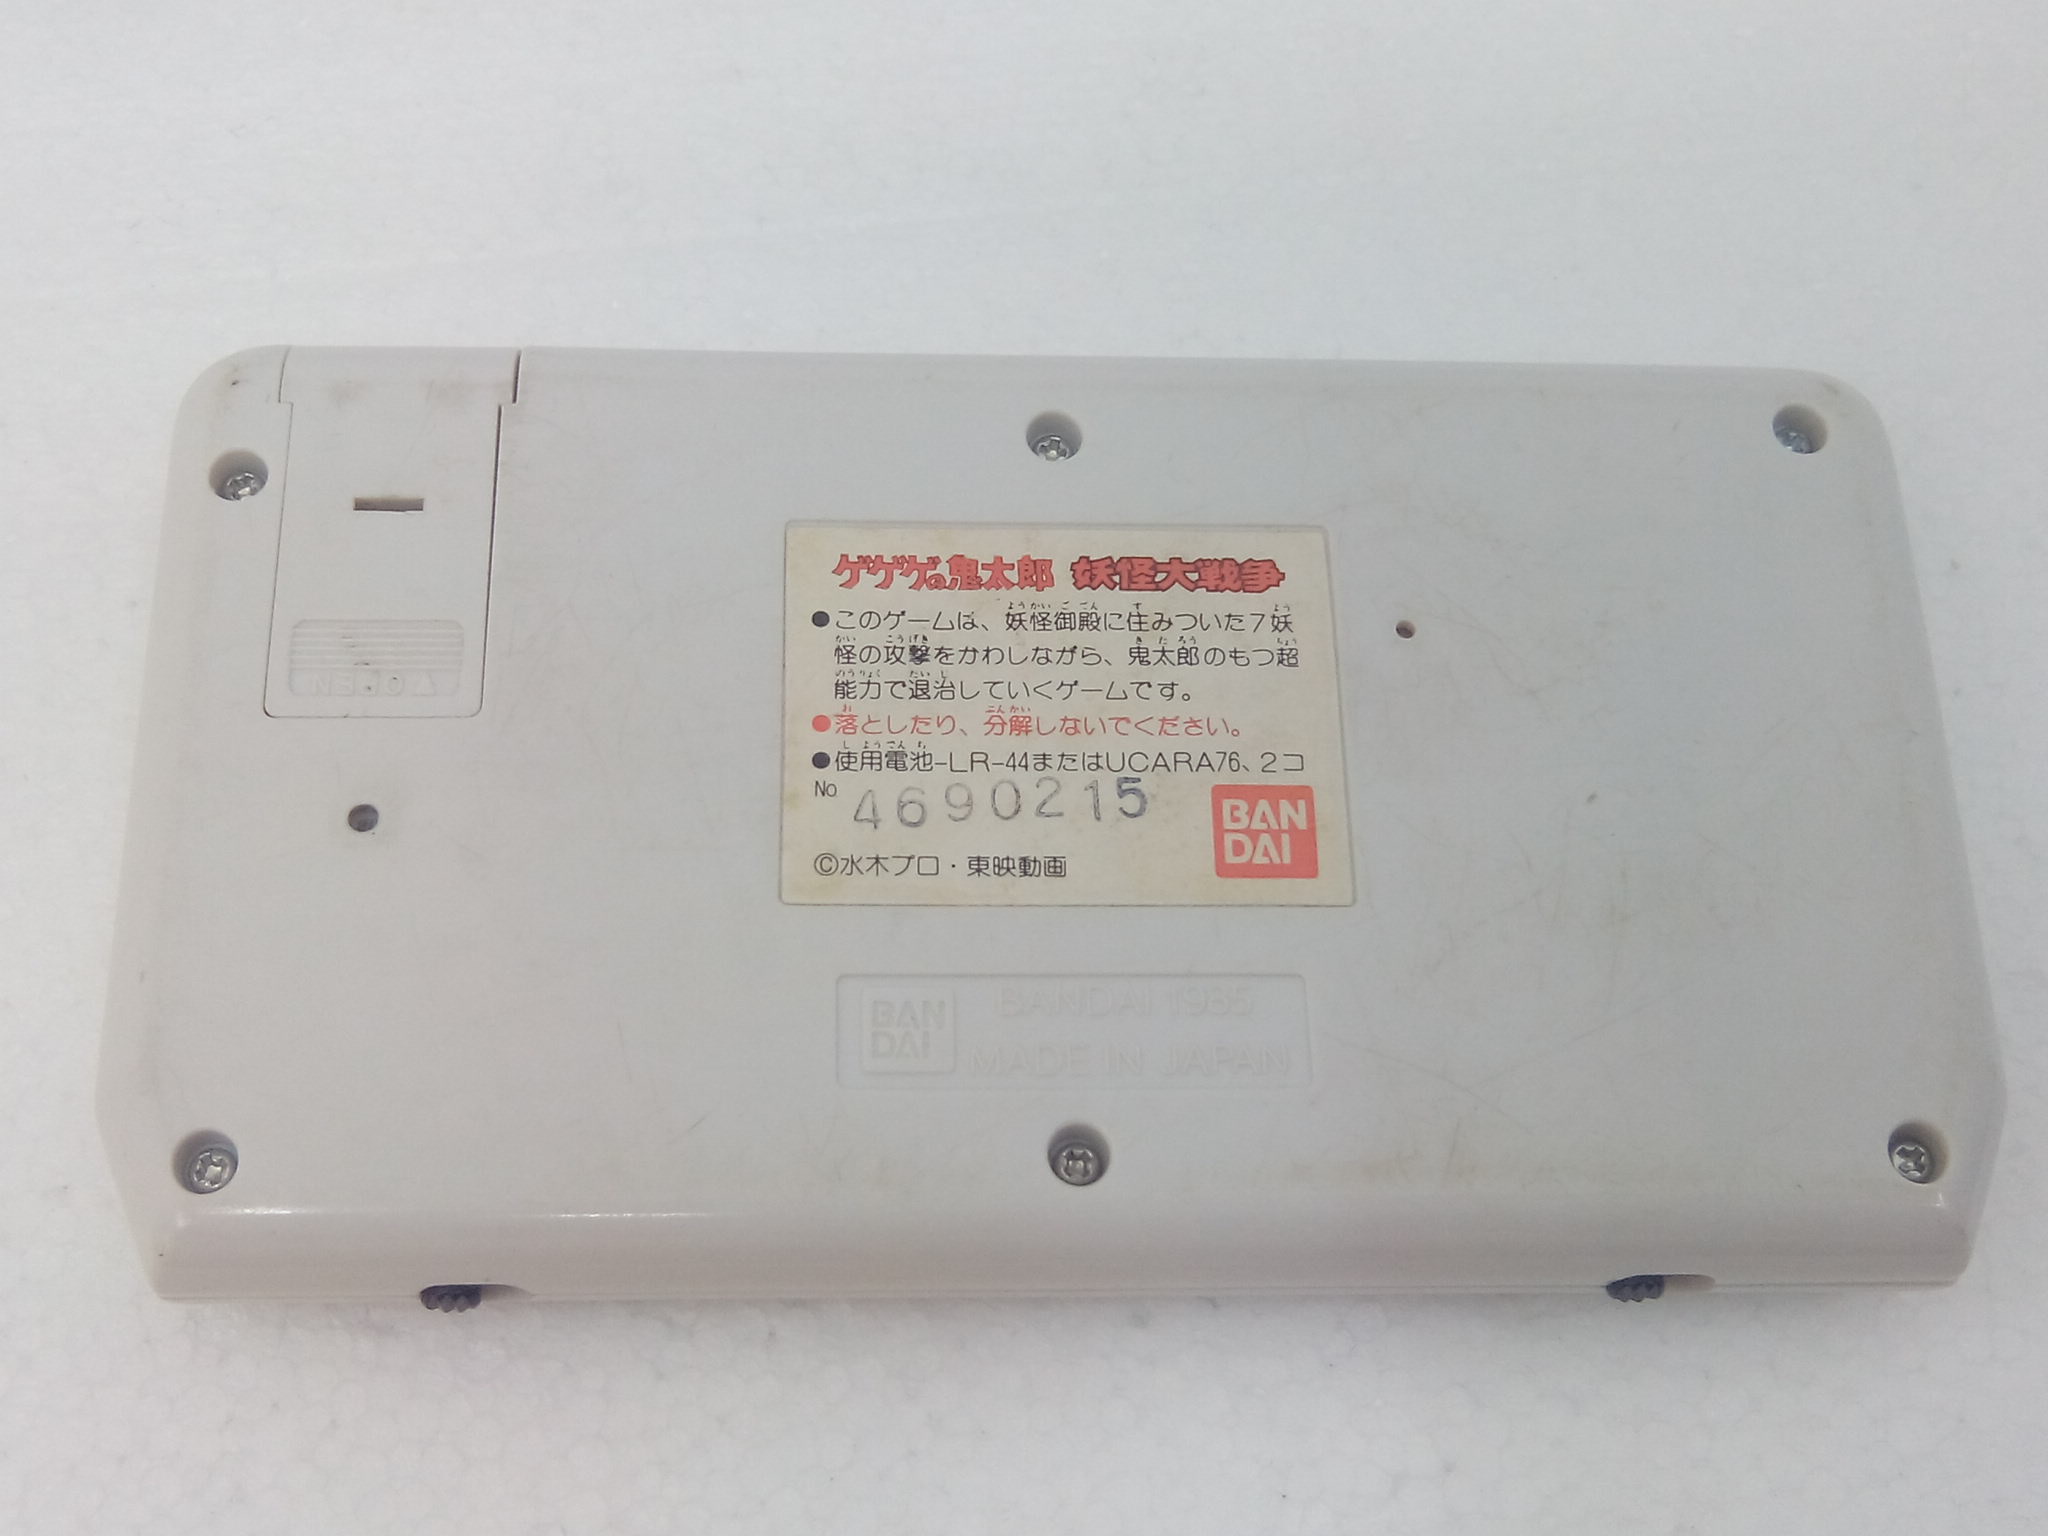 ゲゲゲの鬼太郎 妖怪大戦争
●このゲームは、妖怪御殿に住みついた7妖
怪の攻撃をかわしながら、鬼太郎のもつ超
能力で退治していくゲームです。
●落としたり、分解しないでください。
●使用電池-LR-44またはUCARA76、2コ
No 4690215
BAN
DAI
©水木プロ・東映動画
BAN
DAI
BANDAI 1985
MADE IN JAPAN
OPEN